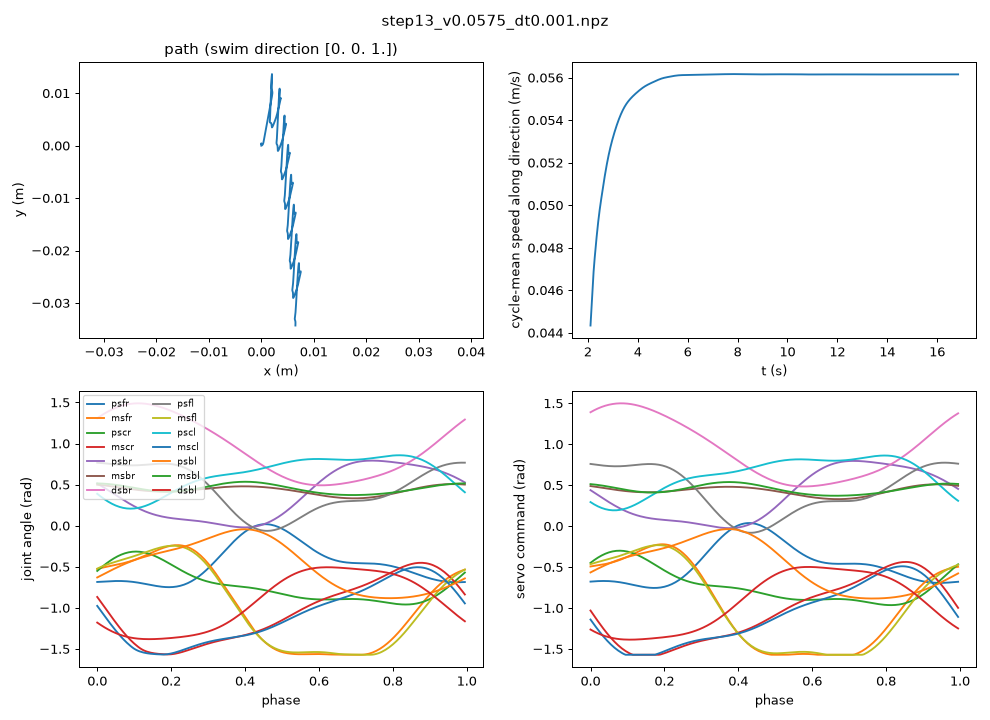 step13_v0.0575_dt0.001.npz
path (swim direction [0. 0. 1.])
y (m)
0.01
0.00
−0.01
−0.02
−0.03
−0.03 −0.02 −0.01 0.00 0.01 0.02 0.03 0.04
x (m)
cycle-mean speed along direction (m/s)
0.056
0.054
0.052
0.050
0.048
0.046
0.044
2 4 6 8 10 12 14 16
t (s)
joint angle (rad)
1.5
1.0
0.5
0.0
−0.5
−1.0
−1.5
psfr psfl
msfr msfl
pscr pscl
mscr mscl
psbr psbl
msbr msbl
dsbr dsbl
0.0 0.2 0.4 0.6 0.8 1.0
phase
servo command (rad)
1.5
1.0
0.5
0.0
−0.5
−1.0
−1.5
0.0 0.2 0.4 0.6 0.8 1.0
phase